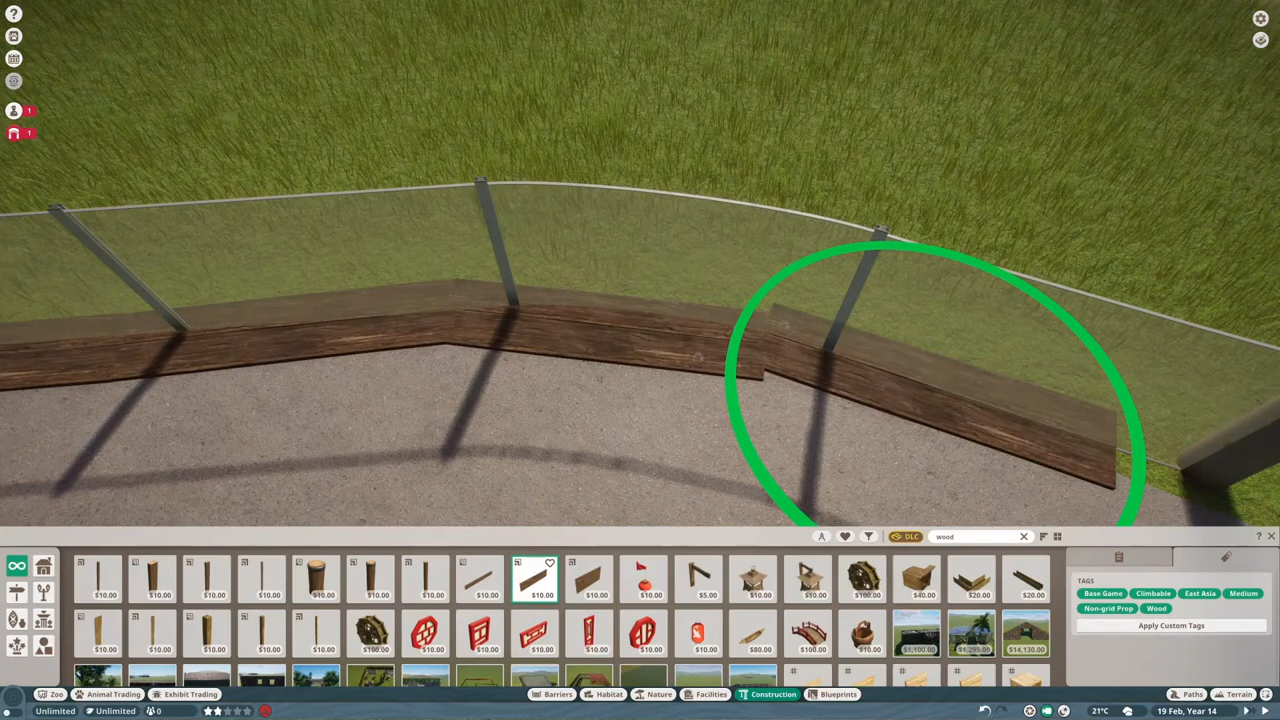 ?
1
1
DLC
wood
?
$10.00 $10.00 $10.00 $10.00 $10.00 $10.00 $10.00 $10.00 $10.00 $10.00 $10.00 $5.00 $10.00 $10.00 $100.00 $40.00 $20.00 $20.00
$10.00 $10.00 $10.00 $10.00 $10.00 $100.00 $10.00 $10.00 $10.00 $10.00 $10.00 $10.00 $80.00 $100.00 $10.00 $1,100.00 $1,295.00 $14,130.00
TAGS
Base Game Climbable East Asia Medium
Non-grid Prop Wood
Apply Custom Tags
Zoo Animal Trading Exhibit Trading Barriers Habitat Nature Facilities Construction Blueprints Paths Terrain
Unlimited Unlimited 0 21°C 19 Feb, Year 14